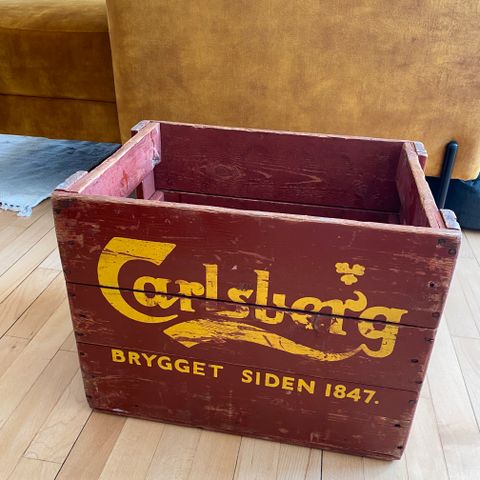 Carlsberg
BRYGGET SIDEN 1847.